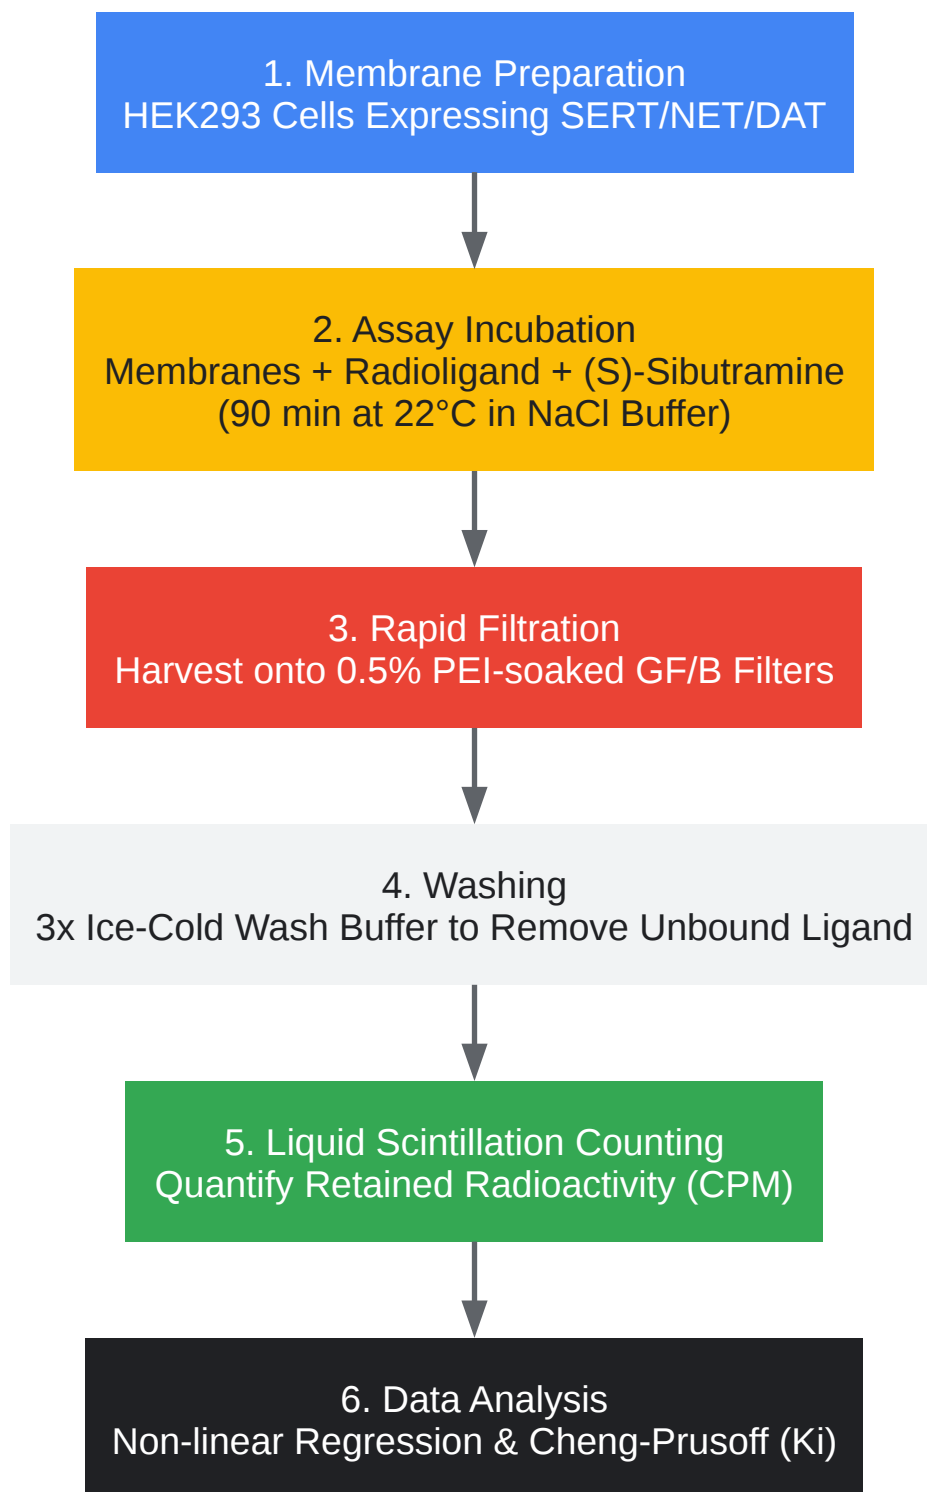 1. Membrane Preparation
HEK293 Cells Expressing SERT/NET/DAT
2. Assay Incubation
Membranes + Radioligand + (S)-Sibutramine
(90 min at 22°C in NaCl Buffer)
3. Rapid Filtration
Harvest onto 0.5% PEI-soaked GF/B Filters
4. Washing
3x Ice-Cold Wash Buffer to Remove Unbound Ligand
5. Liquid Scintillation Counting
Quantify Retained Radioactivity (CPM)
6. Data Analysis
Non-linear Regression & Cheng-Prusoff (Ki)